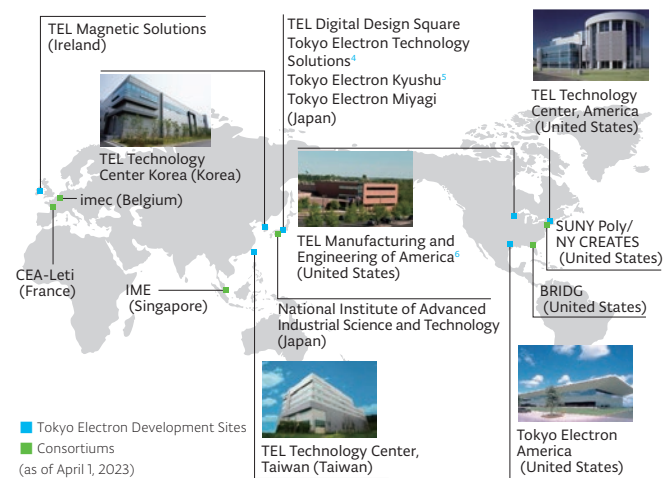 TEL Magnetic Solutions
(Ireland)
TEL Digital Design Square
Tokyo Electron Technology
Solutions⁴
Tokyo Electron Kyushu⁵
Tokyo Electron Miyagi
(Japan)
TEL Technology
Center, America
(United States)
TEL Technology
Center Korea (Korea)
imec (Belgium)
TEL Manufacturing and
Engineering of America⁶
(United States)
SUNY Poly/
NY CREATES
(United States)
CEA-Leti
(France)
IME
(Singapore)
BRIDG
(United States)
National Institute of Advanced
Industrial Science and Technology
(Japan)
Tokyo Electron Development Sites
Consortiums
(as of April 1, 2023)
TEL Technology Center,
Taiwan (Taiwan)
Tokyo Electron
America
(United States)